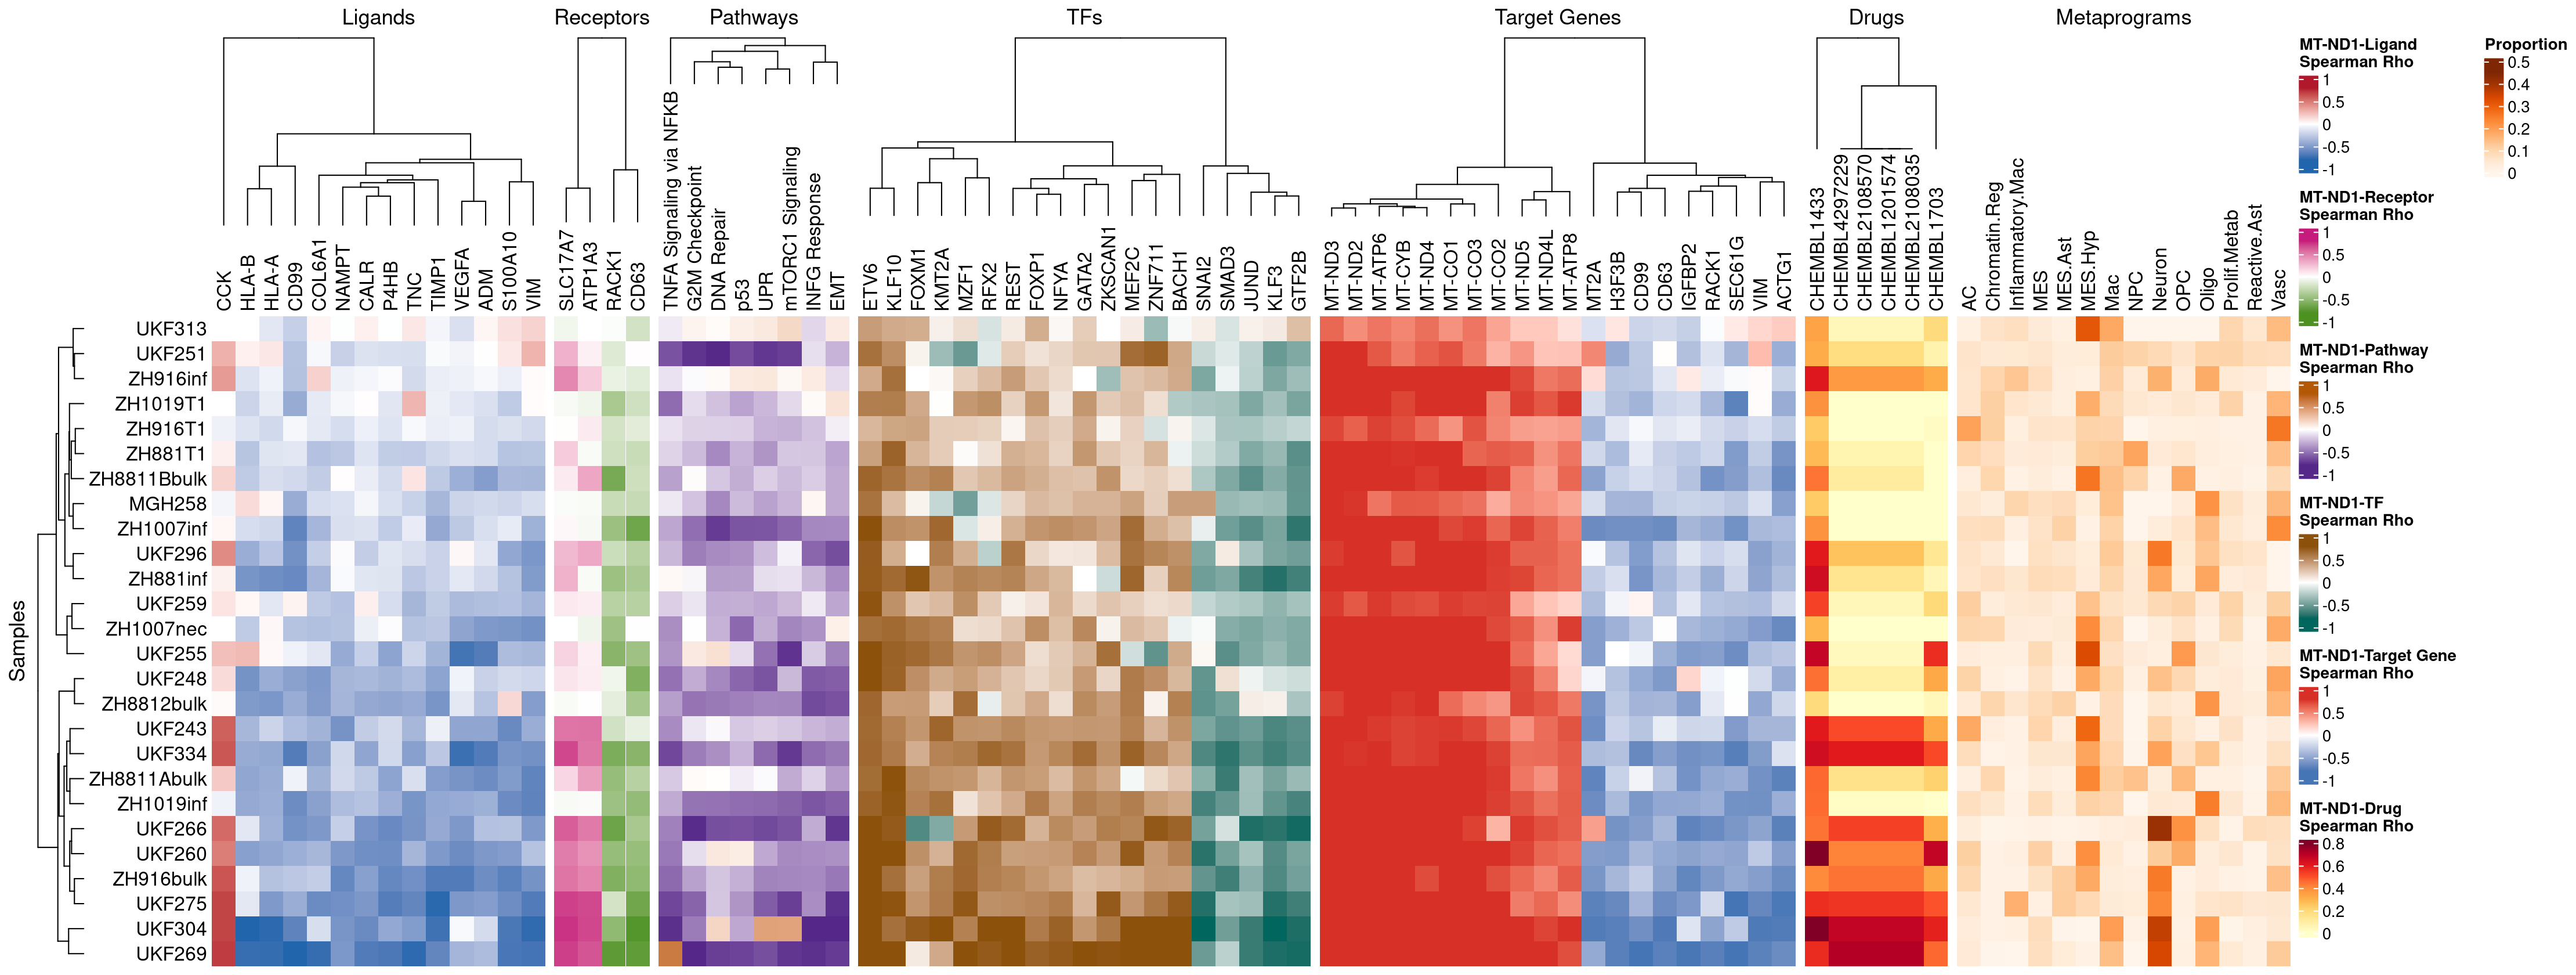 Ligands
Receptors
Pathways
TFs
Target Genes
Drugs
Metaprograms
CCK
HLA-B
HLA-A
CD99
COL6A1
NAMPT
CALR
P4HB
TNC
TIMP1
VEGFA
ADM
S100A10
VIM
SLC17A7
ATP1A3
RACK1
CD63
TNFA Signaling via NFKB
G2M Checkpoint
DNA Repair
p53
UPR
mTORC1 Signaling
INFG Response
EMT
ETV6
KLF10
FOXM1
KMT2A
MZF1
RFX2
REST
FOXP1
NFYA
GATA2
ZKSCAN1
MEF2C
ZNF711
BACH1
SNAI2
SMAD3
JUND
KLF3
GTF2B
MT-ND3
MT-ND2
MT-ATP6
MT-CYB
MT-ND4
MT-CO1
MT-CO3
MT-CO2
MT-ND5
MT-ND4L
MT-ATP8
MT2A
H3F3B
CD99
CD63
IGFBP2
RACK1
SEC61G
VIM
ACTG1
CHEMBL1433
CHEMBL4297229
CHEMBL2108570
CHEMBL1201574
CHEMBL2108035
CHEMBL1703
AC
Chromatin.Reg
Inflammatory.Mac
MES
MES.Ast
MES.Hyp
Mac
NPC
Neuron
OPC
Oligo
Prolif.Metab
Reactive.Ast
Vasc
Samples
UKF313
UKF251
ZH916inf
ZH1019T1
ZH916T1
ZH881T1
ZH8811Bbulk
MGH258
ZH1007inf
UKF296
ZH881inf
UKF259
ZH1007nec
UKF255
UKF248
ZH8812bulk
UKF243
UKF334
ZH8811Abulk
ZH1019inf
UKF266
UKF260
ZH916bulk
UKF275
UKF304
UKF269
MT-ND1-Ligand
Spearman Rho
1
0.5
0
-0.5
-1
MT-ND1-Receptor
Spearman Rho
1
0.5
0
-0.5
-1
MT-ND1-Pathway
Spearman Rho
1
0.5
0
-0.5
-1
MT-ND1-TF
Spearman Rho
1
0.5
0
-0.5
-1
MT-ND1-Target Gene
Spearman Rho
1
0.5
0
-0.5
-1
MT-ND1-Drug
Spearman Rho
0.8
0.6
0.4
0.2
0
Proportion
0.5
0.4
0.3
0.2
0.1
0